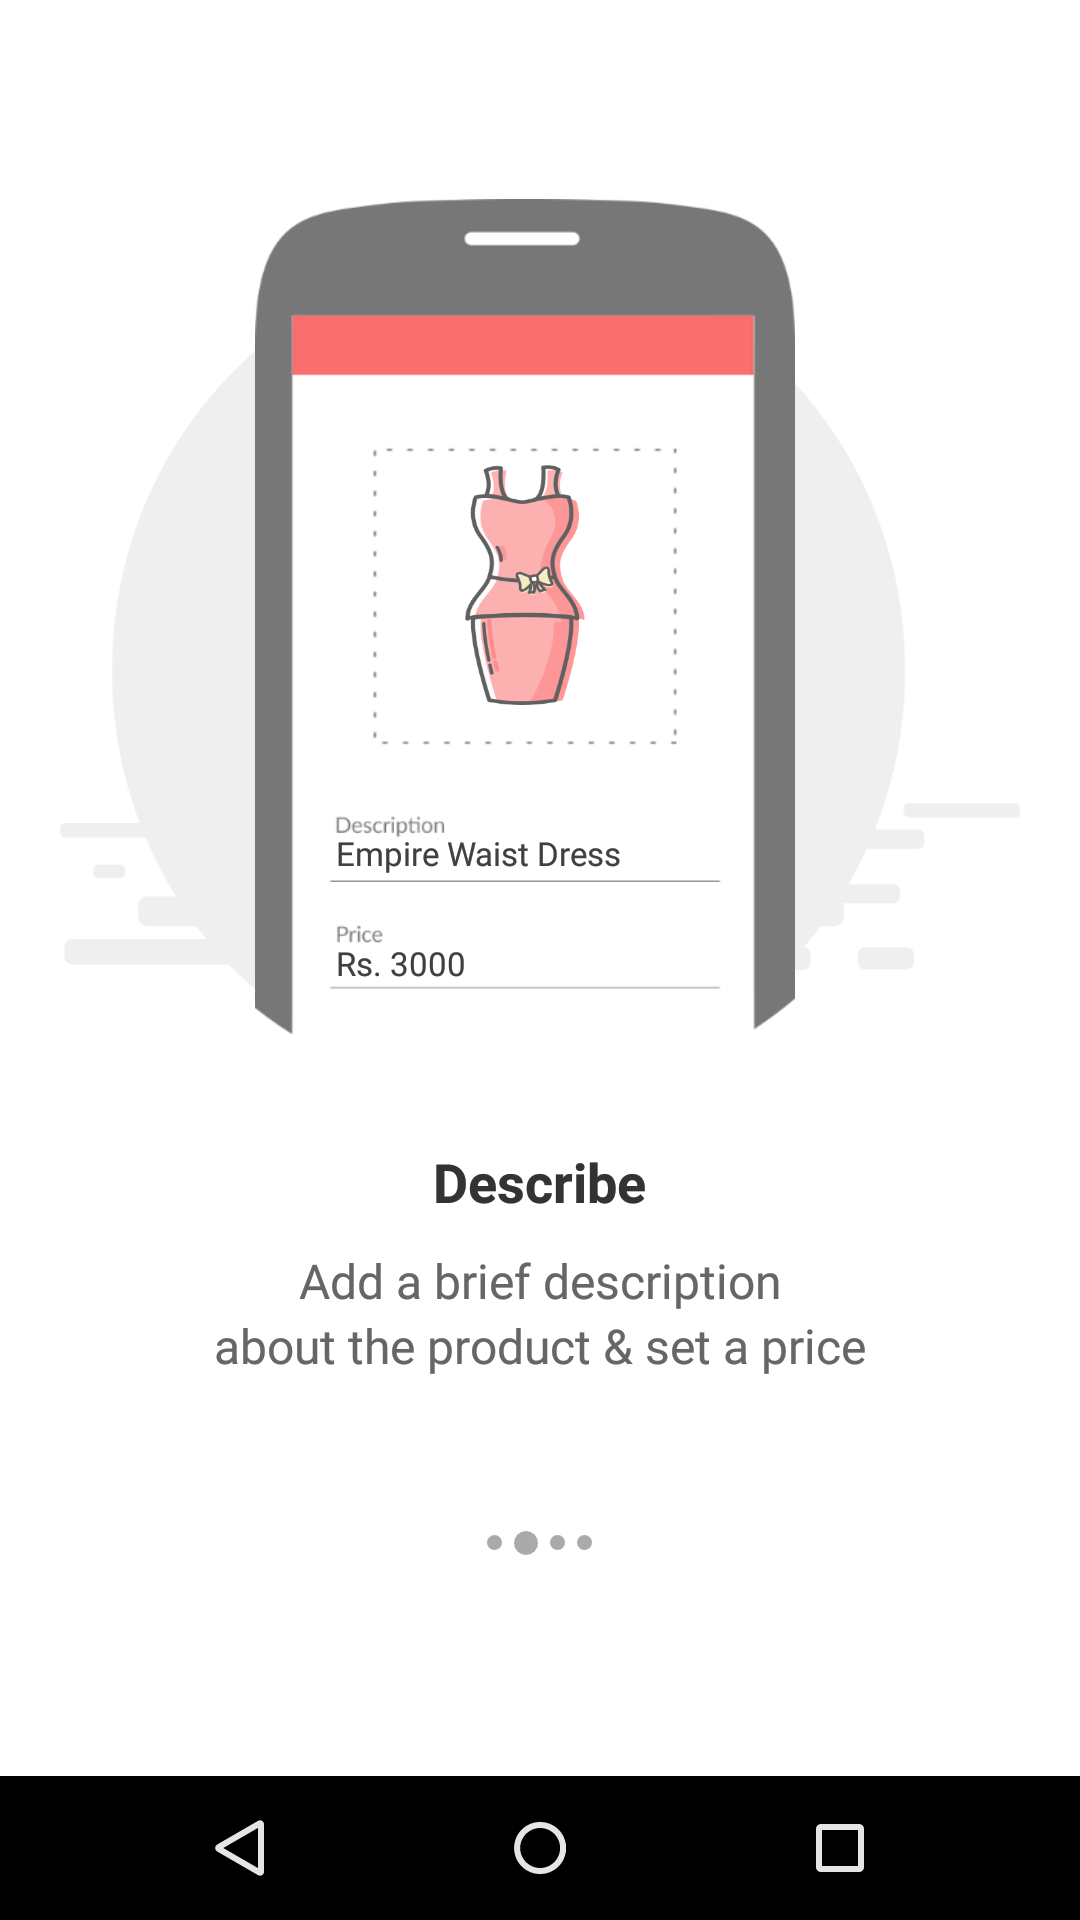 Description
Empire Waist Dress
Price
Rs. 3000
Describe
Add a brief description
about the product & set a price